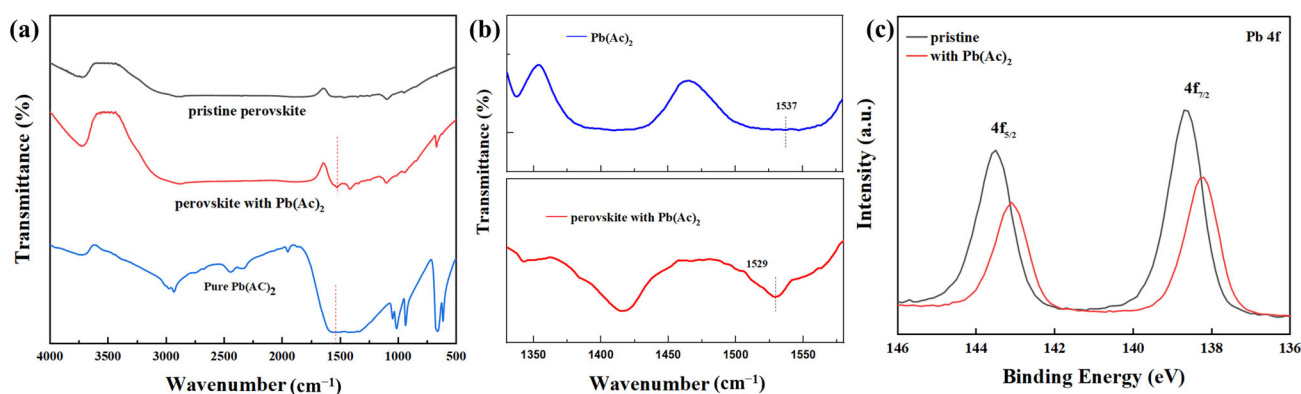 (a)
Transmittance (%)
pristine perovskite
perovskite with Pb(Ac)₂
Pure Pb(AC)₂
4000 3500 3000 2500 2000 1500 1000 500
Wavenumber (cm⁻¹)
(b)
Transmittance (%)
Pb(Ac)₂
1537
Transmittance (%)
perovskite with Pb(Ac)₂
1529
1350 1400 1450 1500 1550
Wavenumber (cm⁻¹)
(c)
Intensity (a.u.)
pristine
with Pb(Ac)₂
Pb 4f
4f₅/₂
4f₇/₂
146 144 142 140 138 136
Binding Energy (eV)